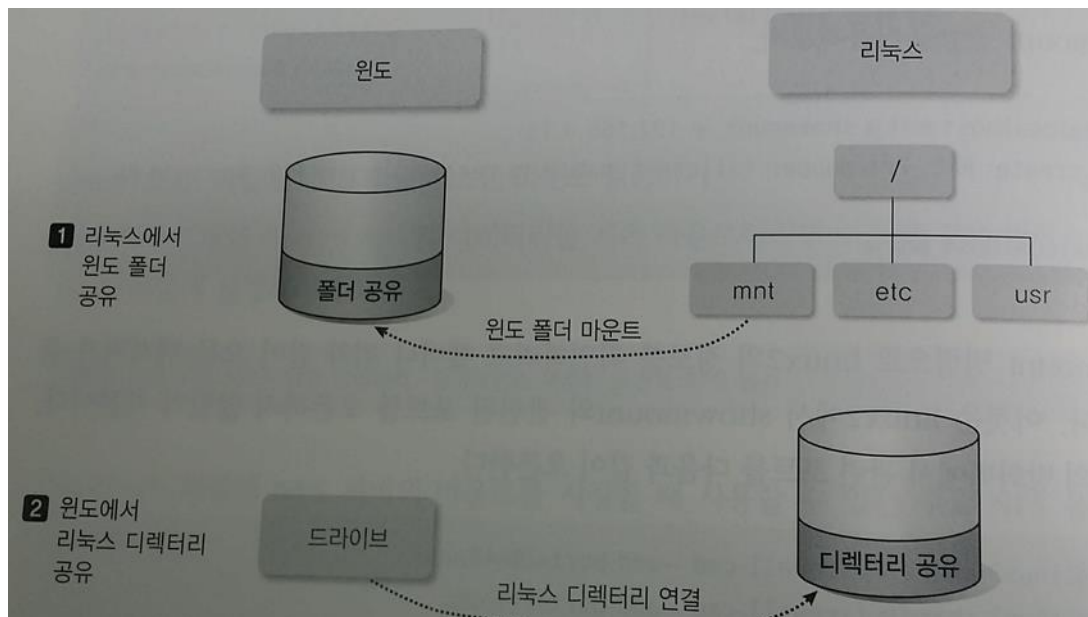 윈도
리눅스
/
1 리눅스에서
윈도 폴더
공유
폴더 공유
mnt
etc
usr
윈도 폴더 마운트
2 윈도에서
리눅스 디렉터리
공유
드라이브
디렉터리 공유
리눅스 디렉터리 연결